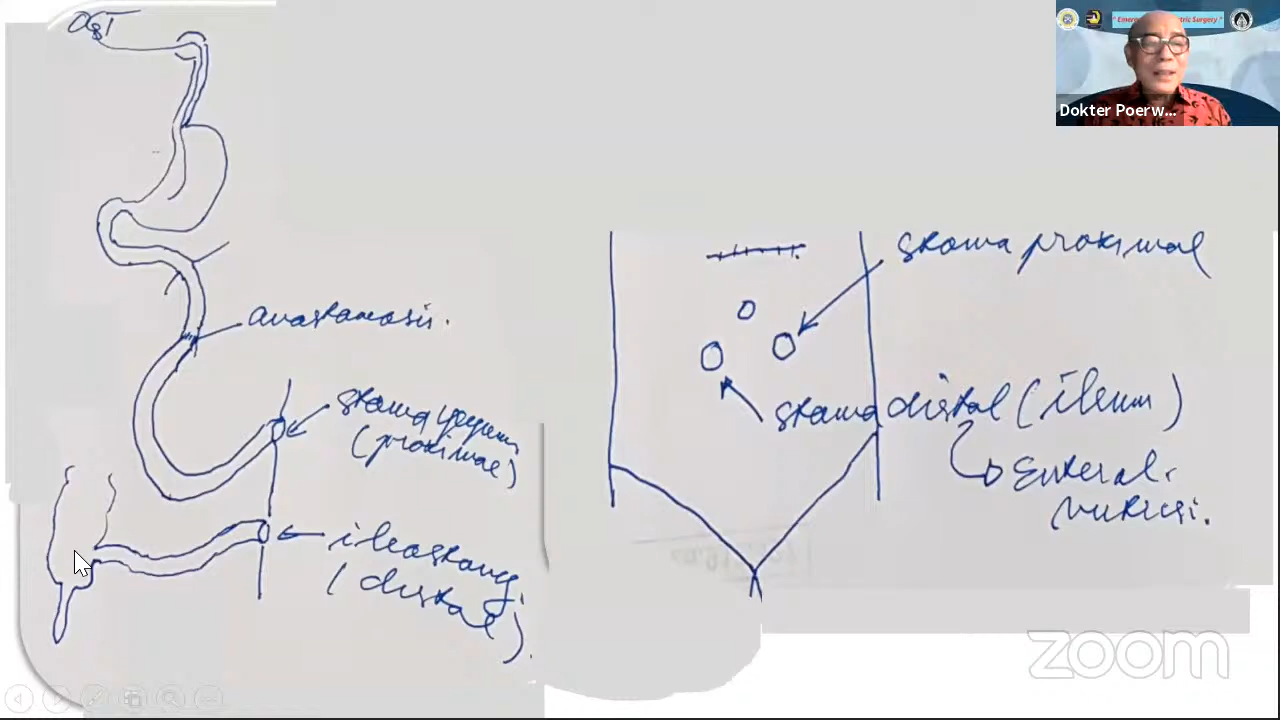 OGT
anastomosis.
stoma yeyenum
(proximal)
ileostomy
(distal).
stoma proximal
stoma distal (ileum)
Enteral
nutrisi.
Dokter Poerw...
zoom